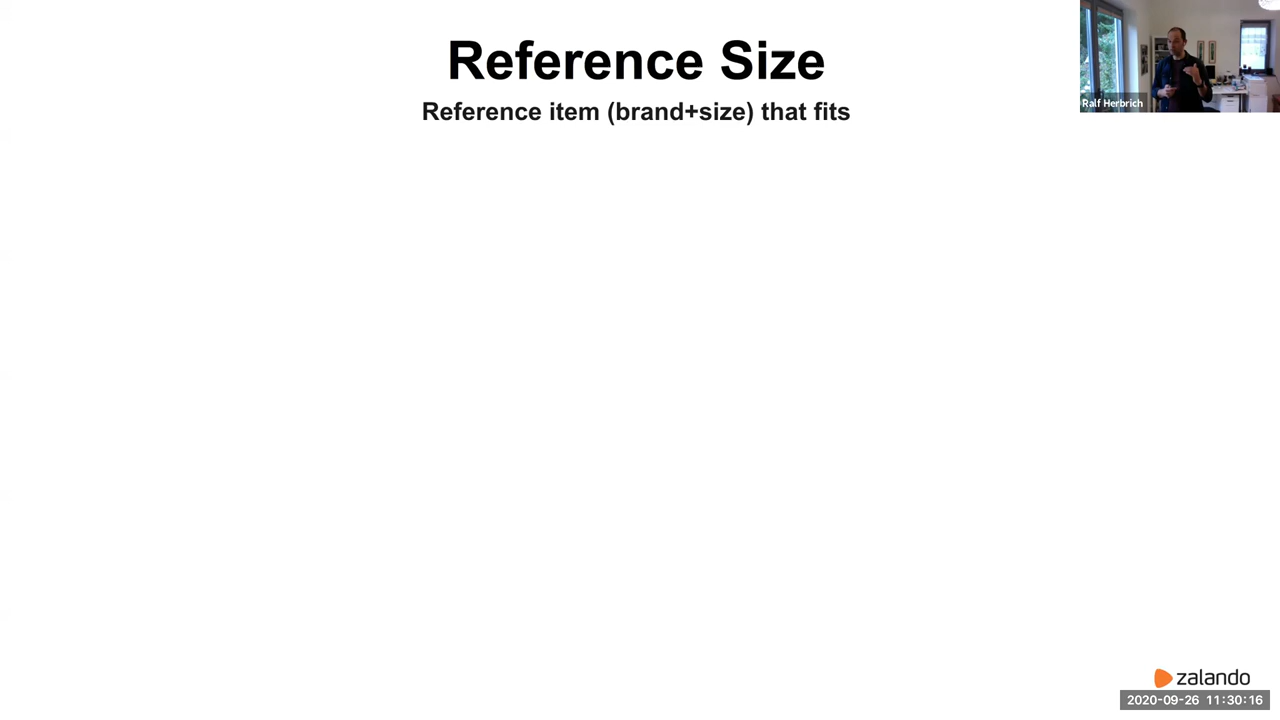 Reference Size
Reference item (brand+size) that fits
Ralf Herbrich
zalando
2020-09-26 11:30:16